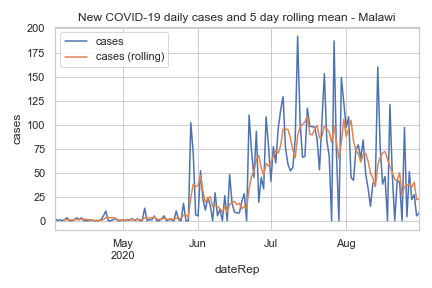 New COVID-19 daily cases and 5 day rolling mean - Malawi
cases
cases (rolling)
200
175
150
125
100
75
50
25
0
cases
May
2020
Jun
Jul
Aug
dateRep